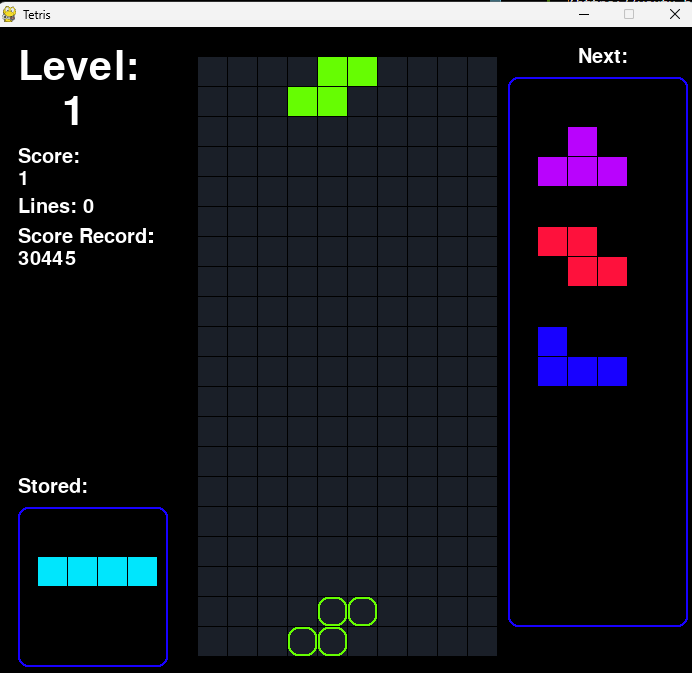 Tetris
Level:
1
Score:
1
Lines: 0
Score Record:
30445
Next:
Stored: